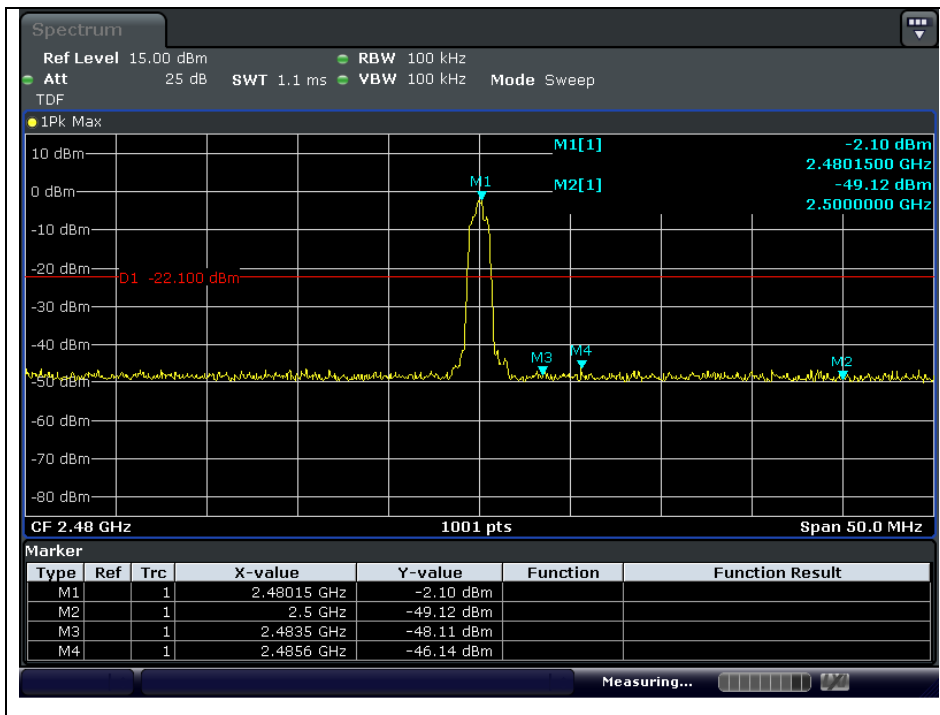 Spectrum
Ref Level 15.00 dBm RBW 100 kHz
Att 25 dB SWT 1.1 ms VBW 100 kHz Mode Sweep
TDF
1Pk Max
M1[1] -2.10 dBm
2.4801500 GHz
M2[1] -49.12 dBm
2.5000000 GHz
10 dBm
M1
0 dBm
-10 dBm
-20 dBm
D1 -22.100 dBm
-30 dBm
-40 dBm
M3 M4 M2
-50 dBm
-60 dBm
-70 dBm
-80 dBm
CF 2.48 GHz 1001 pts Span 50.0 MHz
Marker
Type Ref Trc X-value Y-value Function Function Result
M1 1 2.48015 GHz -2.10 dBm
M2 1 2.5 GHz -49.12 dBm
M3 1 2.4835 GHz -48.11 dBm
M4 1 2.4856 GHz -46.14 dBm
Measuring...